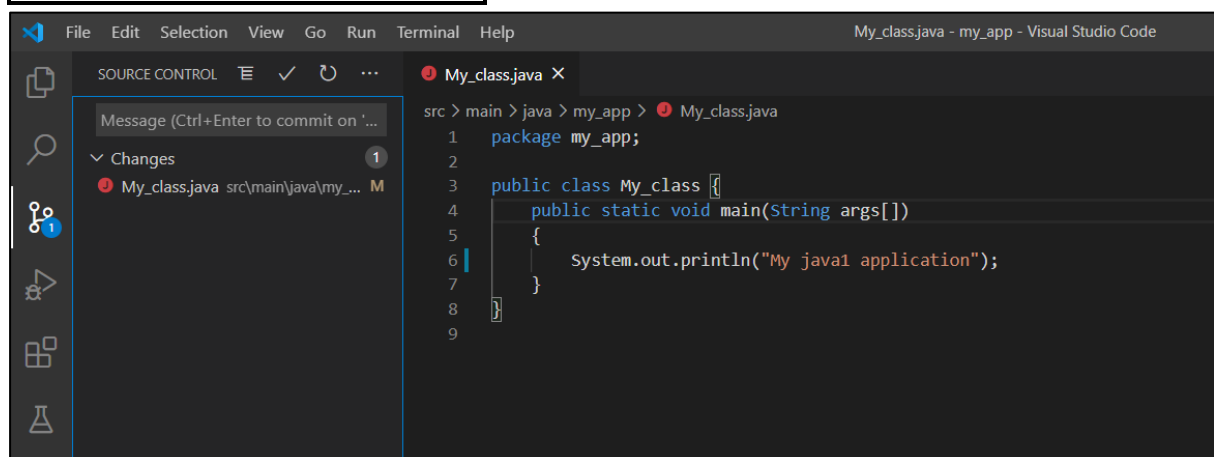 File Edit Selection View Go Run Terminal Help My_class.java - my_app - Visual Studio Code
SOURCE CONTROL
Message (Ctrl+Enter to commit on '...
Changes 1
My_class.java src\main\java\my_... M
1
My_class.java
src > main > java > my_app > My_class.java
1 package my_app;
2
3 public class My_class {
4 public static void main(String args[])
5 {
6 System.out.println("My java1 application");
7 }
8 }
9